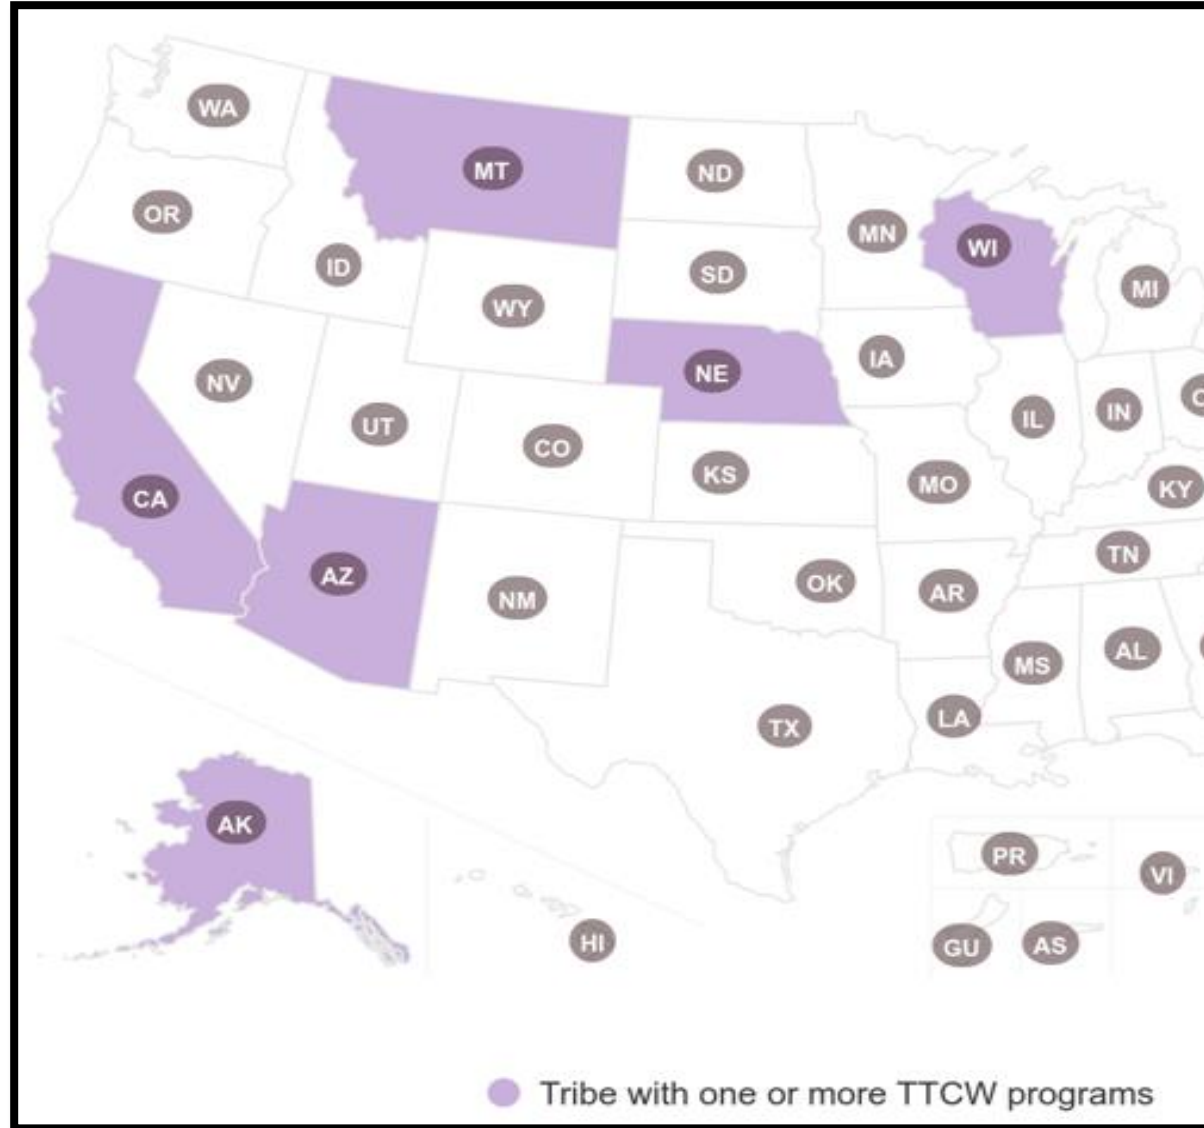 WA
MT
ND
OR
MN
WI
ID
SD
MI
WY
NV
NE
IA
UT
CO
IL
IN
KS
MO
KY
CA
AZ
NM
OK
AR
TN
MS
AL
TX
LA
AK
HI
PR
VI
GU
AS
Tribe with one or more TTCW programs